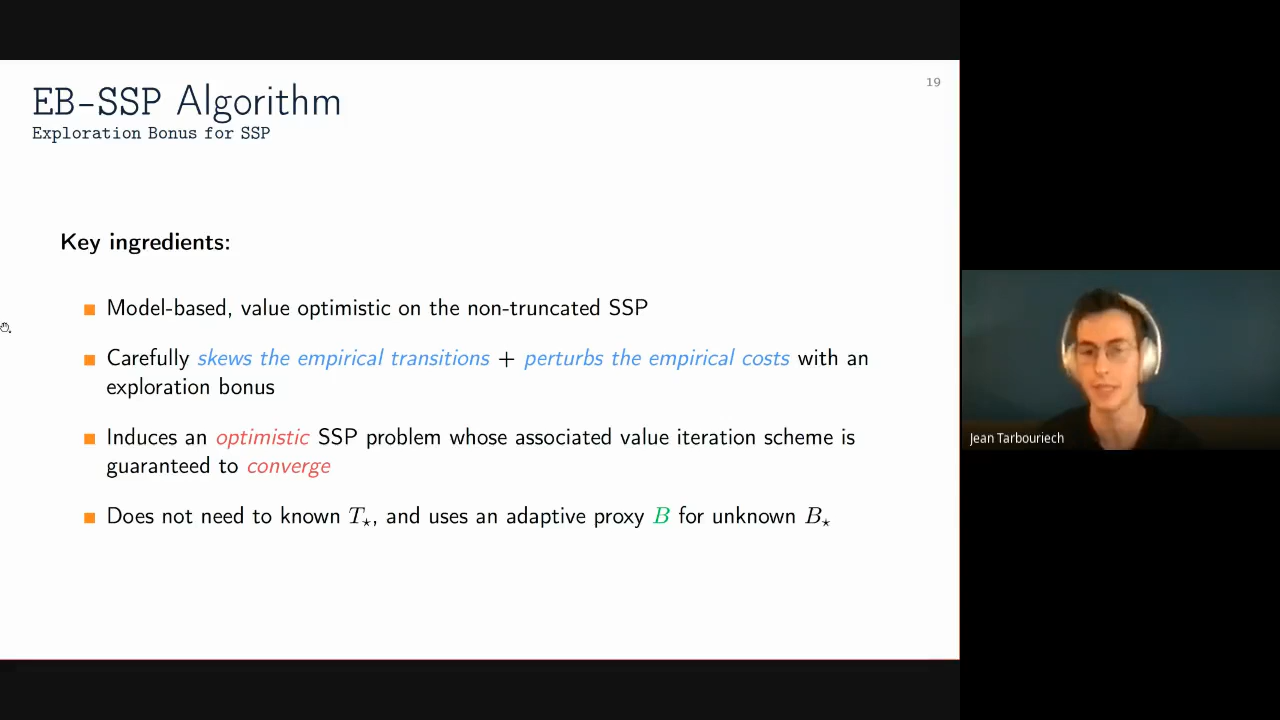 19
EB-SSP Algorithm
Exploration Bonus for SSP
Key ingredients:
Model-based, value optimistic on the non-truncated SSP
Carefully skews the empirical transitions + perturbs the empirical costs with an
exploration bonus
Induces an optimistic SSP problem whose associated value iteration scheme is
guaranteed to converge
Does not need to known T⋆, and uses an adaptive proxy B for unknown B⋆
Jean Tarbouriech